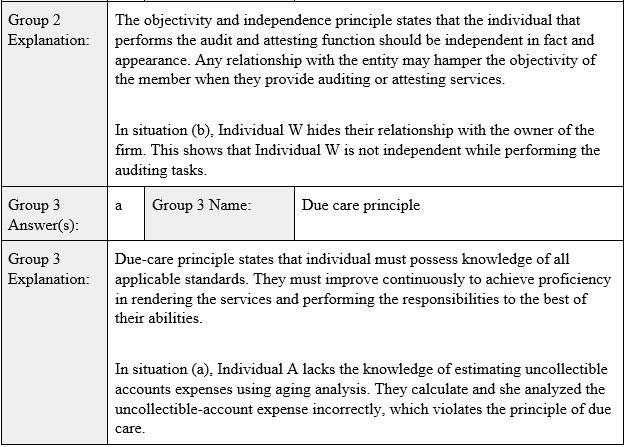 Group 2
Explanation:
The objectivity and independence principle states that the individual that
performs the audit and attesting function should be independent in fact and
appearance. Any relationship with the entity may hamper the objectivity of
the member when they provide auditing or attesting services.
In situation (b), Individual W hides their relationship with the owner of the
firm. This shows that Individual W is not independent while performing the
auditing tasks.
Group 3
Answer(s):
a
Group 3 Name:
Due care principle
Group 3
Explanation:
Due-care principle states that individual must possess knowledge of all
applicable standards. They must improve continuously to achieve proficiency
in rendering the services and performing the responsibilities to the best of
their abilities.
In situation (a), Individual A lacks the knowledge of estimating uncollectible
accounts expenses using aging analysis. They calculate and she analyzed the
uncollectible-account expense incorrectly, which violates the principle of due
care.